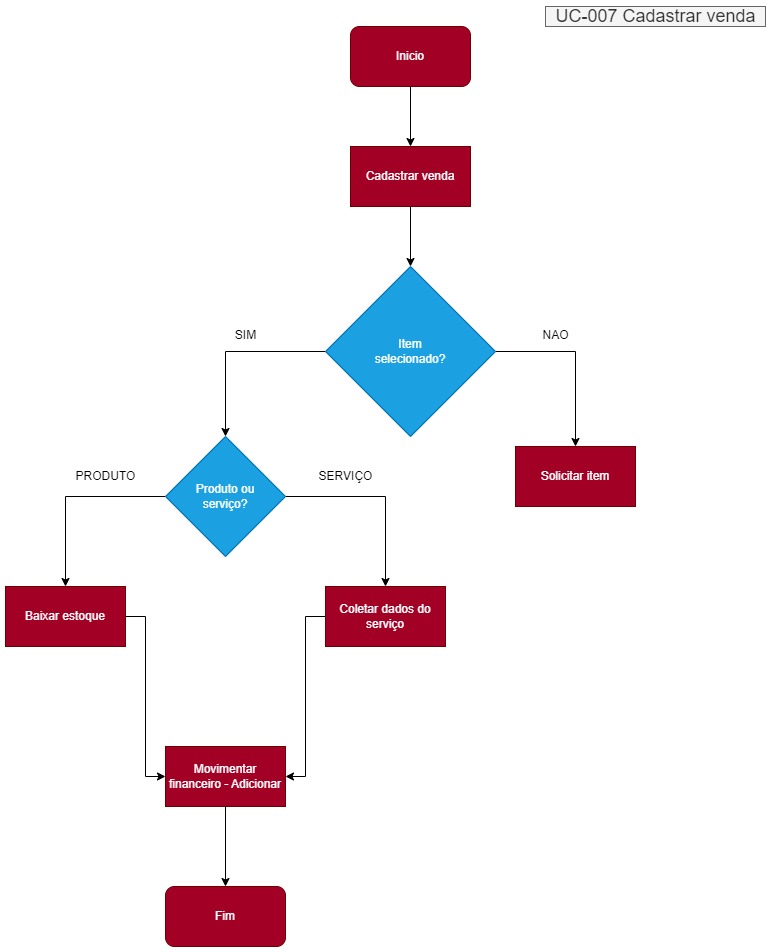 UC-007 Cadastrar venda
Inicio
Cadastrar venda
Item
selecionado?
SIM
NAO
Produto ou
serviço?
PRODUTO
SERVIÇO
Solicitar item
Baixar estoque
Coletar dados do
serviço
Movimentar
financeiro - Adicionar
Fim